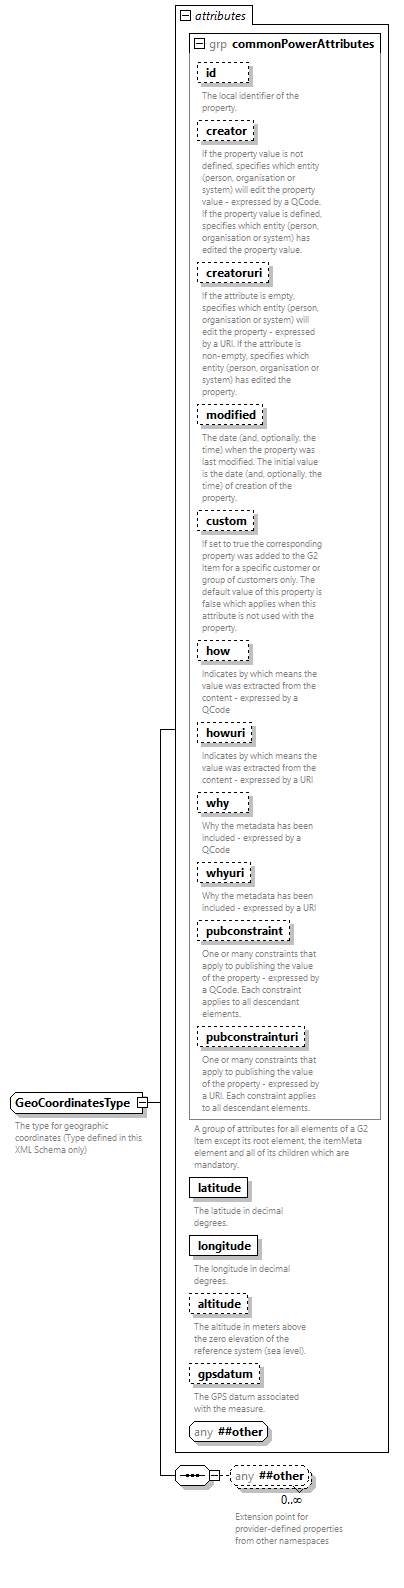 attributes
grp commonPowerAttributes
id
The local identifier of the
property.
creator
If the property value is not
defined, specifies which entity
(person, organisation or
system) will edit the property
value - expressed by a QCode.
If the property value is defined,
specifies which entity (person,
organisation or system) has
edited the property value.
creatoruri
If the attribute is empty,
specifies which entity (person,
organisation or system) will
edit the property - expressed
by a URI. If the attribute is
non-empty, specifies which
entity (person, organisation or
system) has edited the
property.
modified
The date (and, optionally, the
time) when the property was
last modified. The initial value
is the date (and, optionally, the
time) of creation of the
property.
custom
If set to true the corresponding
property was added to the G2
Item for a specific customer or
group of customers only. The
default value of this property is
false which applies when this
attribute is not used with the
property.
how
Indicates by which means the
value was extracted from the
content - expressed by a
QCode
howuri
Indicates by which means the
value was extracted from the
content - expressed by a URI
why
Why the metadata has been
included - expressed by a
QCode
whyuri
Why the metadata has been
included - expressed by a URI
pubconstraint
One or many constraints that
apply to publishing the value
of the property - expressed by
a QCode. Each constraint
applies to all descendant
elements.
pubconstrainturi
One or many constraints that
apply to publishing the value
of the property - expressed by
a URI. Each constraint applies
to all descendant elements.
GeoCoordinatesType
The type for geographic
coordinates (Type defined in this
XML Schema only)
A group of attributes for all elements of a G2
Item except its root element, the itemMeta
element and all of its children which are
mandatory.
latitude
The latitude in decimal
degrees.
longitude
The longitude in decimal
degrees.
altitude
The altitude in meters above
the zero elevation of the
reference system (sea level).
gpsdatum
The GPS datum associated
with the measure.
any ##other
any ##other
0..∞
Extension point for
provider-defined properties
from other namespaces